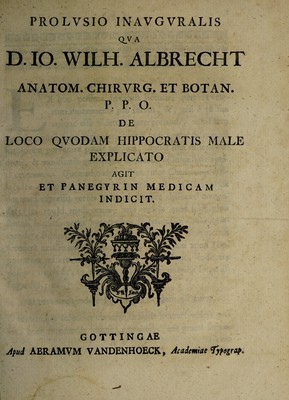 PROLVSIO INAVGVRALIS
QVA
D. IO. WILH. ALBRECHT
ANATOM. CHIRVRG. ET BOTAN.
P. P. O.
DE
LOCO QVODAM HIPPOCRATIS MALE
EXPLICATO
AGIT
ET PANEGYRIN MEDICAM
INDICIT.
GOTTINGAE
Apud ABRAMVM VANDENHOECK, Academiae Typograp.